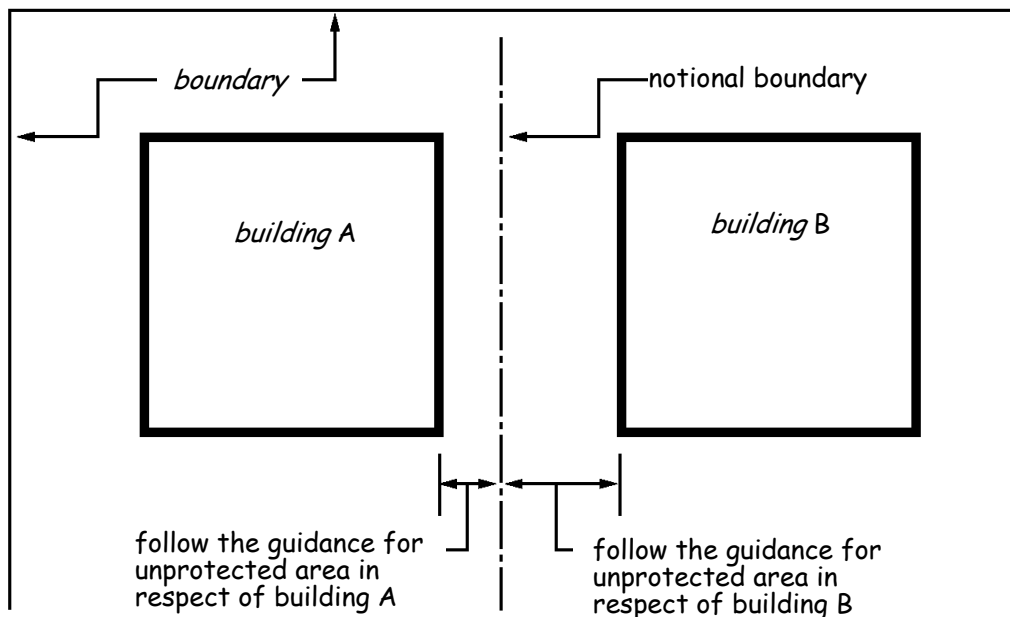 boundary
notional boundary
building A
building B
follow the guidance for
unprotected area in
respect of building A
follow the guidance for
unprotected area in
respect of building B